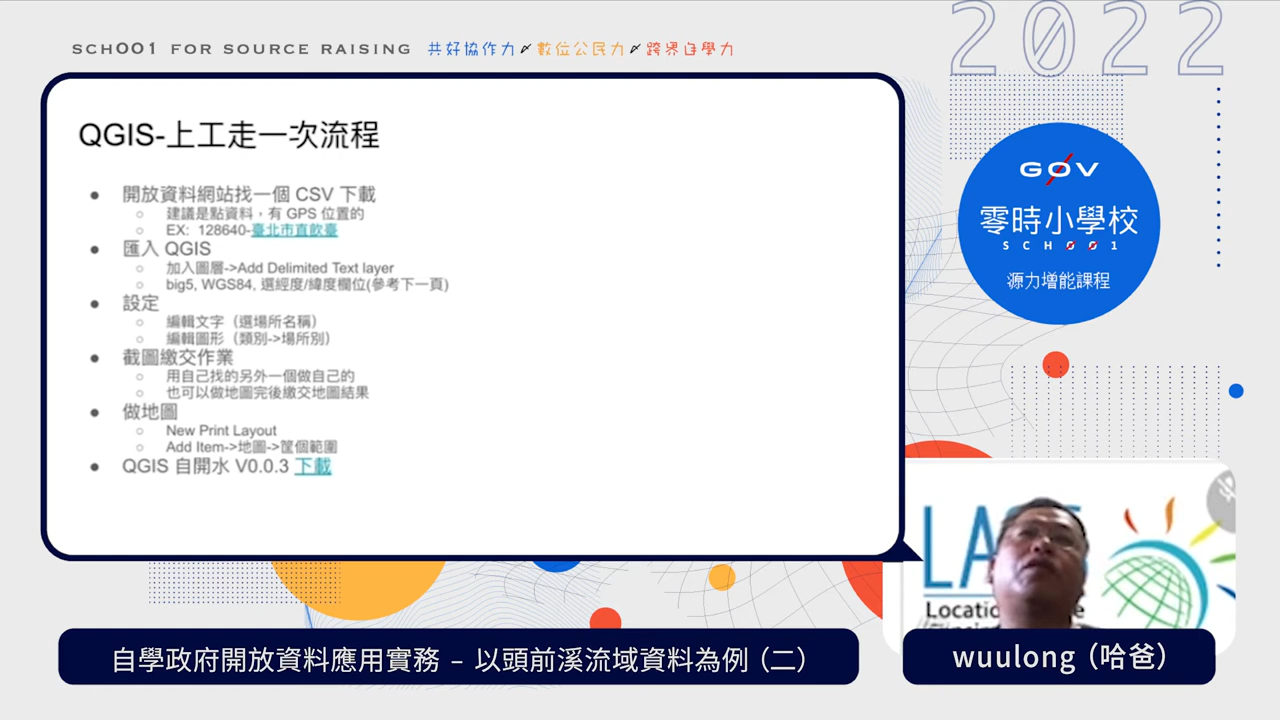 2022
SCH001 FOR SOURCE RAISING 共好協作力 數位公民力 跨界自學力
QGIS-上工走一次流程
開放資料網站找一個 CSV 下載
建議是點資料，有 GPS 位置的
EX: 128640-臺北市直飲臺
匯入 QGIS
加入圖層->Add Delimited Text layer
big5, WGS84, 選經度/緯度欄位(參考下一頁)
設定
編輯文字（選場所名稱）
編輯圖形（類別->場所別）
截圖繳交作業
用自己找的另外一個做自己的
也可以做地圖完後繳交地圖結果
做地圖
New Print Layout
Add Item->地圖->筐個範圍
QGIS 自開水 V0.0.3 下載
G0V
零時小學校
SCH001
源力增能課程
Locatio
自學政府開放資料應用實務 – 以頭前溪流域資料為例（二）
wuulong（哈爸）